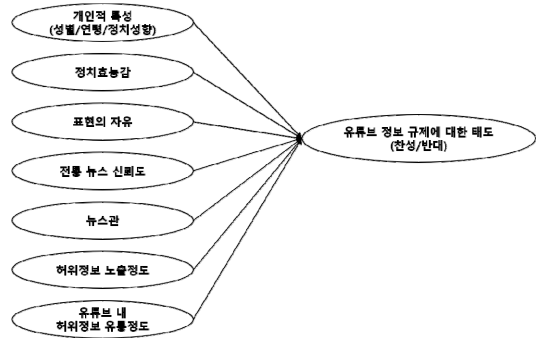 개인적 특성
(성별/연령/정치성향)
정치효능감
표현의 자유
전통 뉴스 신뢰도
뉴스관
허위정보 노출정도
유튜브 내
허위정보 유통정도
유튜브 정보 규제에 대한 태도
(찬성/반대)